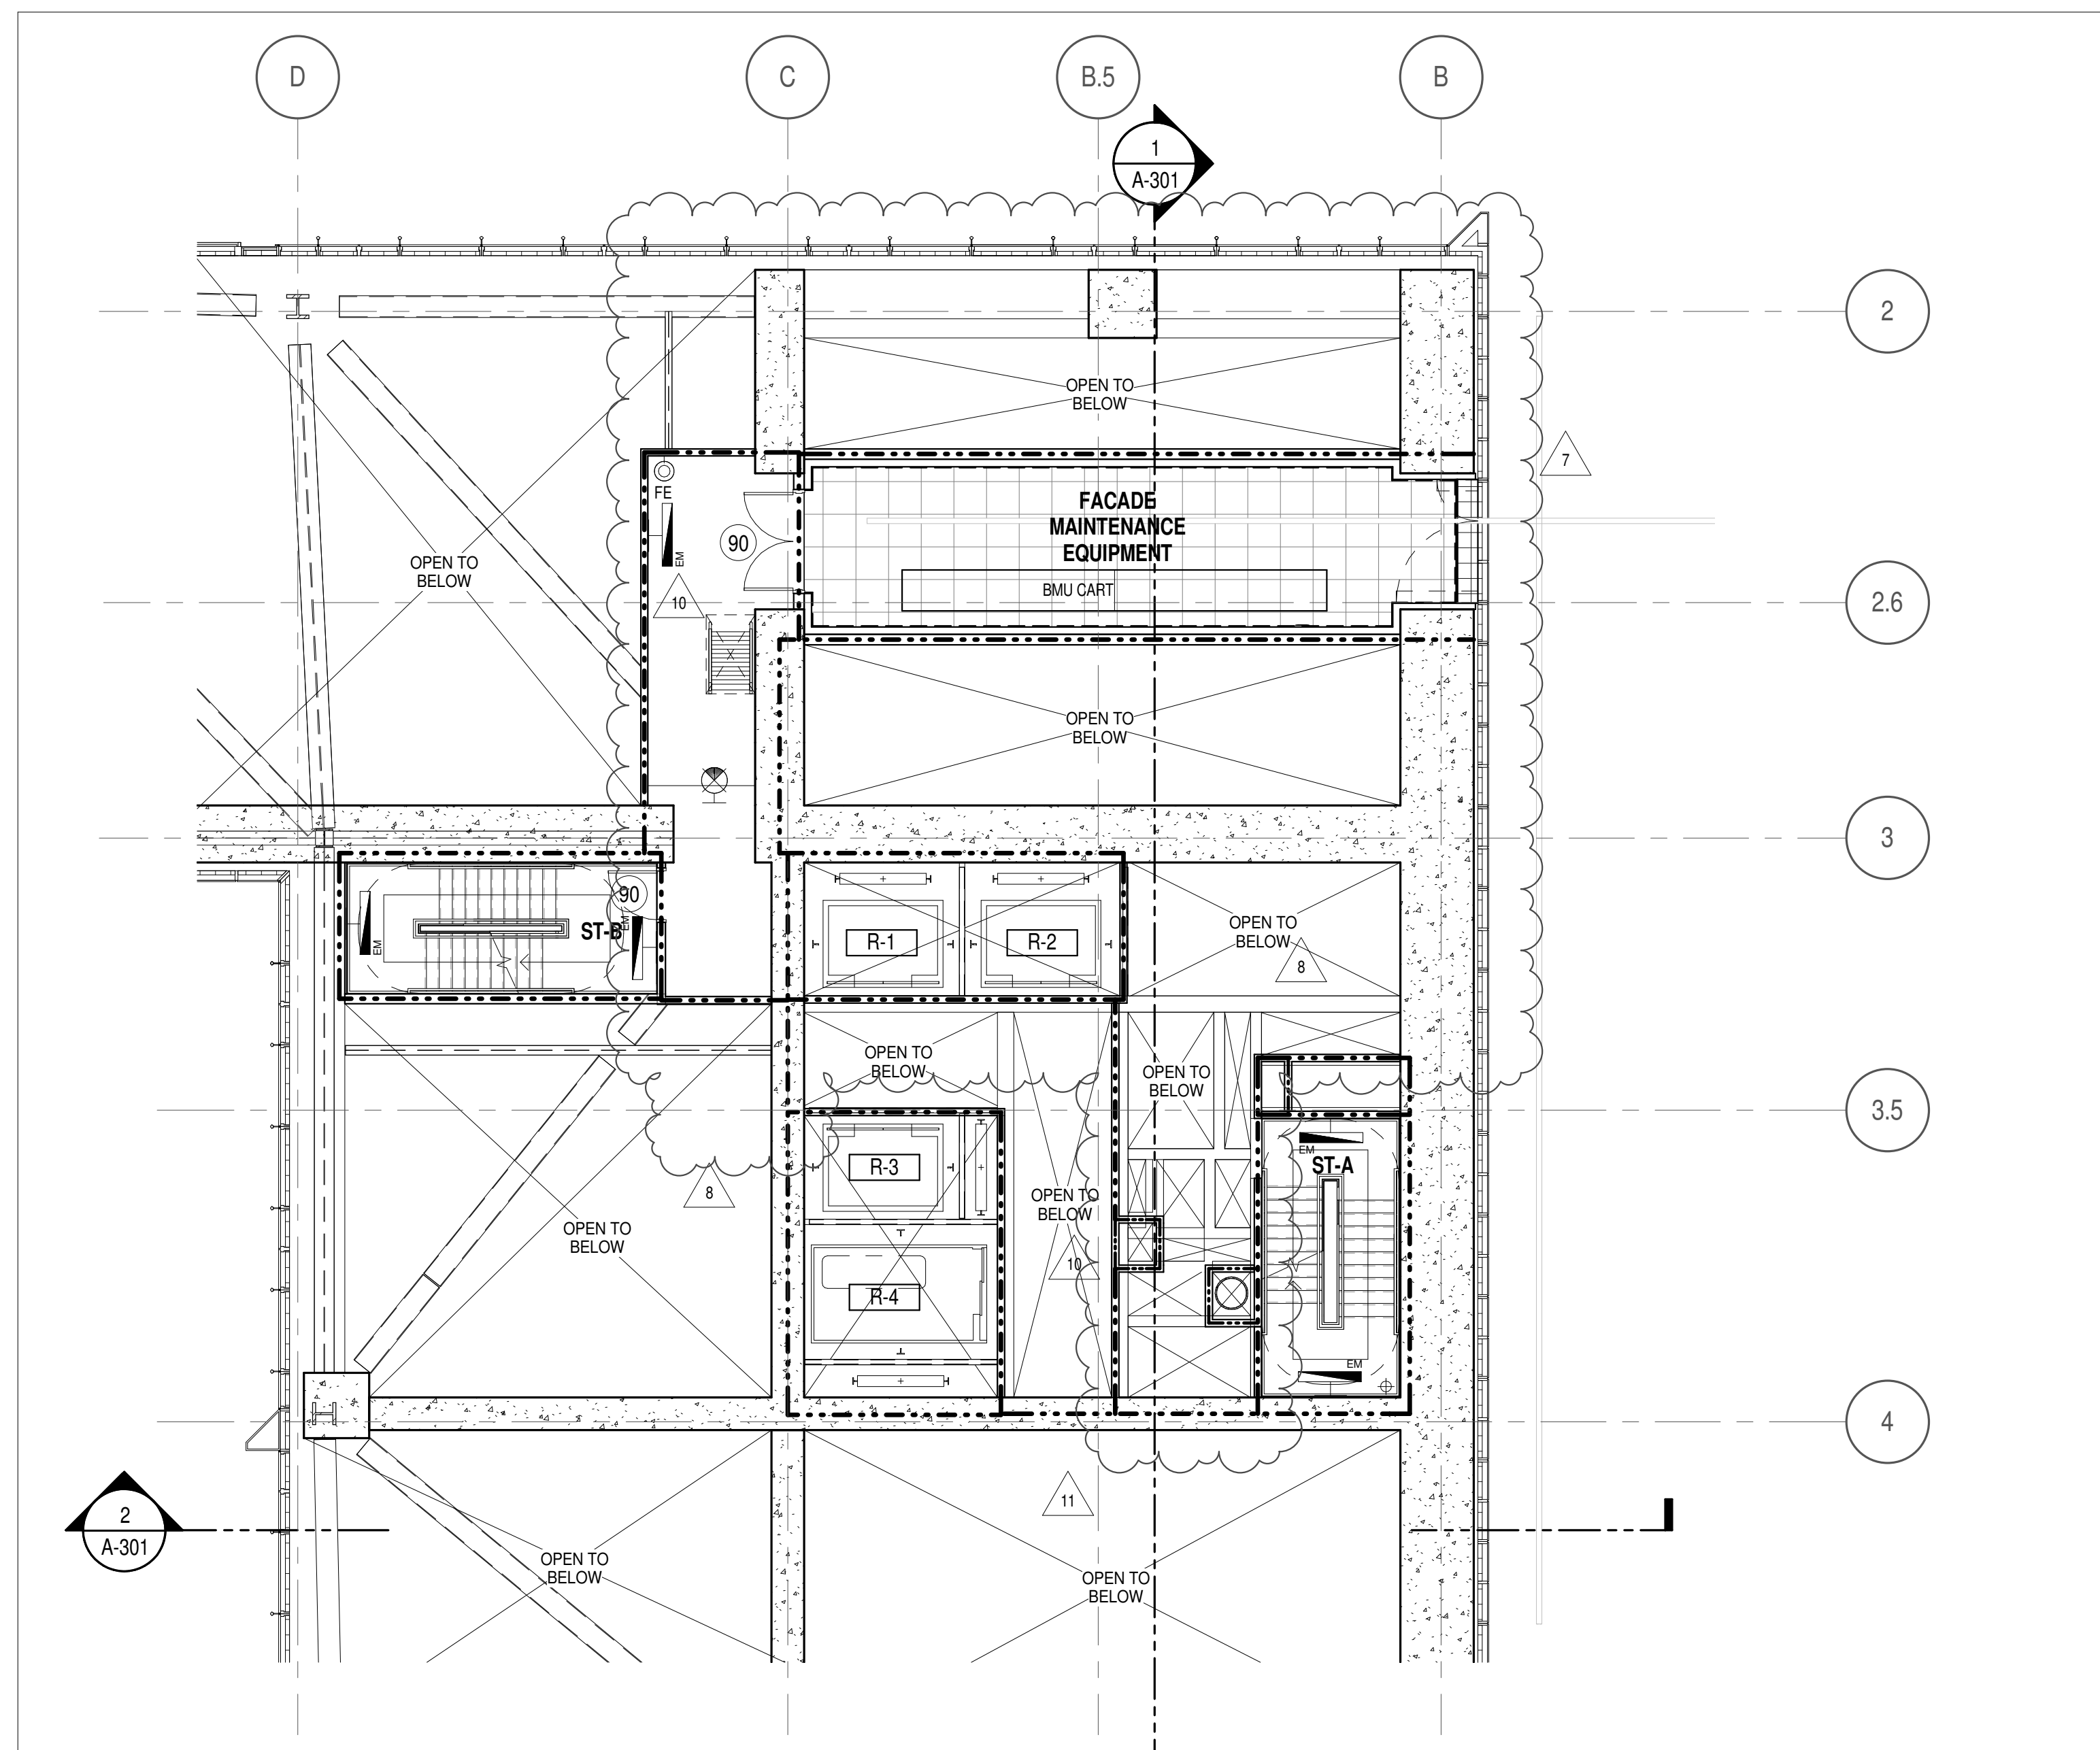 D
C
B.5
B
1
A-301
2
OPEN TO
BELOW
7
FE
FACADE
MAINTENANCE
EQUIPMENT
90
EM
OPEN TO
BELOW
BMU CART
10
2.6
X
OPEN TO
BELOW
3
90
EM
ST-B
EM
R-1
R-2
OPEN TO
BELOW
8
OPEN TO
BELOW
OPEN TO
BELOW
3.5
EM
ST-A
R-3
8
OPEN TO
BELOW
OPEN TO
BELOW
10
R-4
EM
4
11
2
A-301
OPEN TO
BELOW
OPEN TO
BELOW